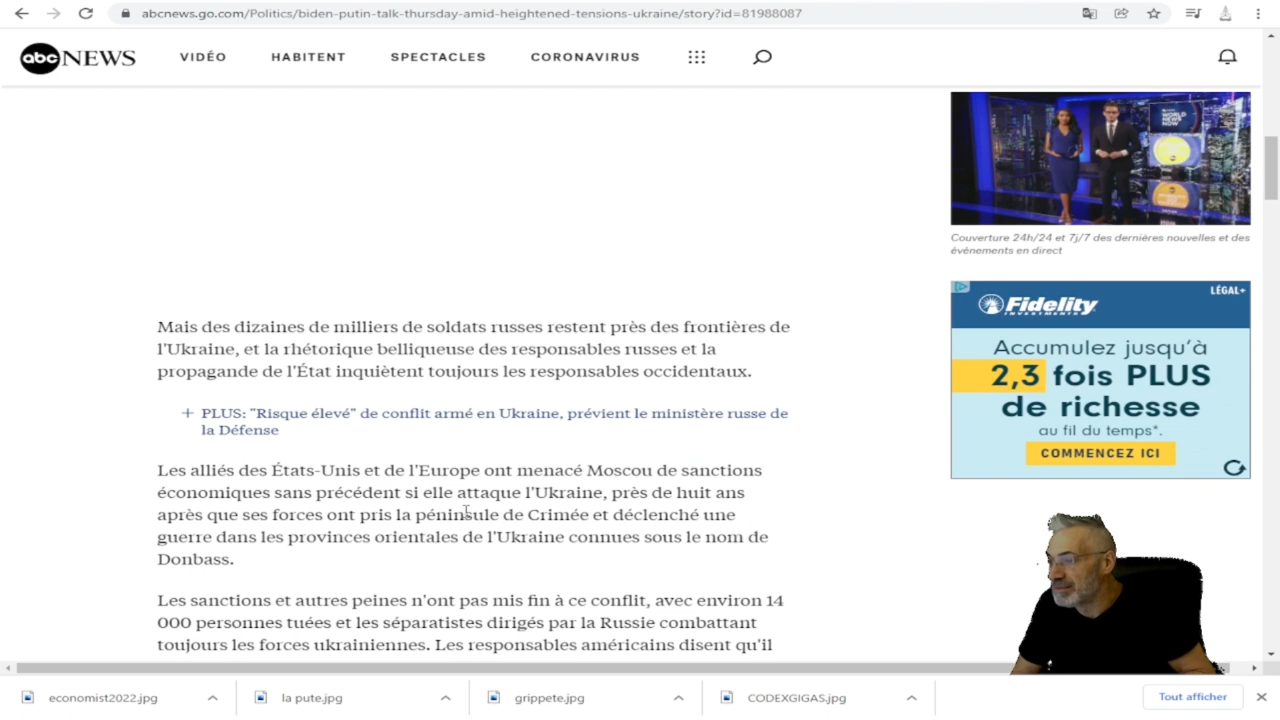 abcnews.go.com/Politics/biden-putin-talk-thursday-amid-heightened-tensions-ukraine/story?id=81988087
abc NEWS
VIDÉO
HABITENT
SPECTACLES
CORONAVIRUS
WORLD NEWS NOW
Couverture 24h/24 et 7j/7 des dernières nouvelles et des
événements en direct
LÉGAL+
Fidelity
INVESTMENTS
Accumulez jusqu'à
2,3 fois PLUS
de richesse
au fil du temps*.
COMMENCEZ ICI
Mais des dizaines de milliers de soldats russes restent près des frontières de
l'Ukraine, et la rhétorique belliqueuse des responsables russes et la
propagande de l'État inquiètent toujours les responsables occidentaux.
+ PLUS: "Risque élevé" de conflit armé en Ukraine, prévient le ministère russe de
la Défense
Les alliés des États-Unis et de l'Europe ont menacé Moscou de sanctions
économiques sans précédent si elle attaque l'Ukraine, près de huit ans
après que ses forces ont pris la péninsule de Crimée et déclenché une
guerre dans les provinces orientales de l'Ukraine connues sous le nom de
Donbass.
Les sanctions et autres peines n'ont pas mis fin à ce conflit, avec environ 14
000 personnes tuées et les séparatistes dirigés par la Russie combattant
toujours les forces ukrainiennes. Les responsables américains disent qu'il
economist2022.jpg
la pute.jpg
grippete.jpg
CODEXGIGAS.jpg
Tout afficher